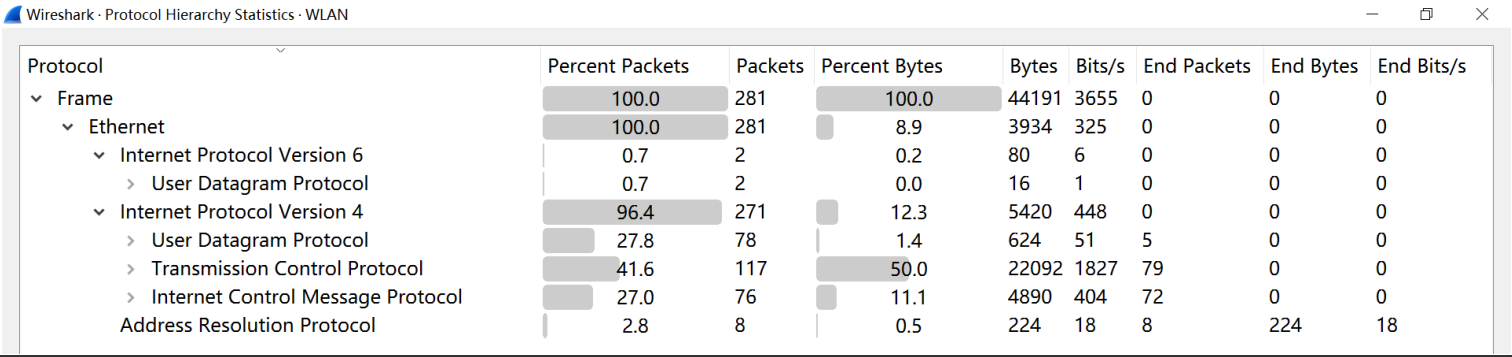 Wireshark · Protocol Hierarchy Statistics · WLAN
Protocol Percent Packets Packets Percent Bytes Bytes Bits/s End Packets End Bytes End Bits/s
Frame 100.0 281 100.0 44191 3655 0 0 0
Ethernet 100.0 281 8.9 3934 325 0 0 0
Internet Protocol Version 6 0.7 2 0.2 80 6 0 0 0
User Datagram Protocol 0.7 2 0.0 16 1 0 0 0
Internet Protocol Version 4 96.4 271 12.3 5420 448 0 0 0
User Datagram Protocol 27.8 78 1.4 624 51 5 0 0
Transmission Control Protocol 41.6 117 50.0 22092 1827 79 0 0
Internet Control Message Protocol 27.0 76 11.1 4890 404 72 0 0
Address Resolution Protocol 2.8 8 0.5 224 18 8 224 18